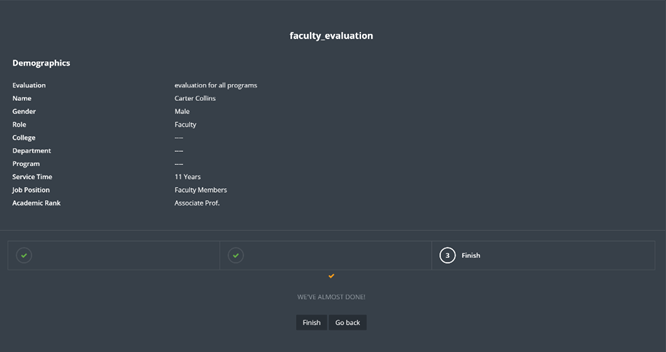 faculty_evaluation
Demographics
Evaluation evaluation for all programs
Name Carter Collins
Gender Male
Role Faculty
College ----
Department ----
Program ----
Service Time 11 Years
Job Position Faculty Members
Academic Rank Associate Prof.
3 Finish
WE'VE ALMOST DONE!
Finish Go back